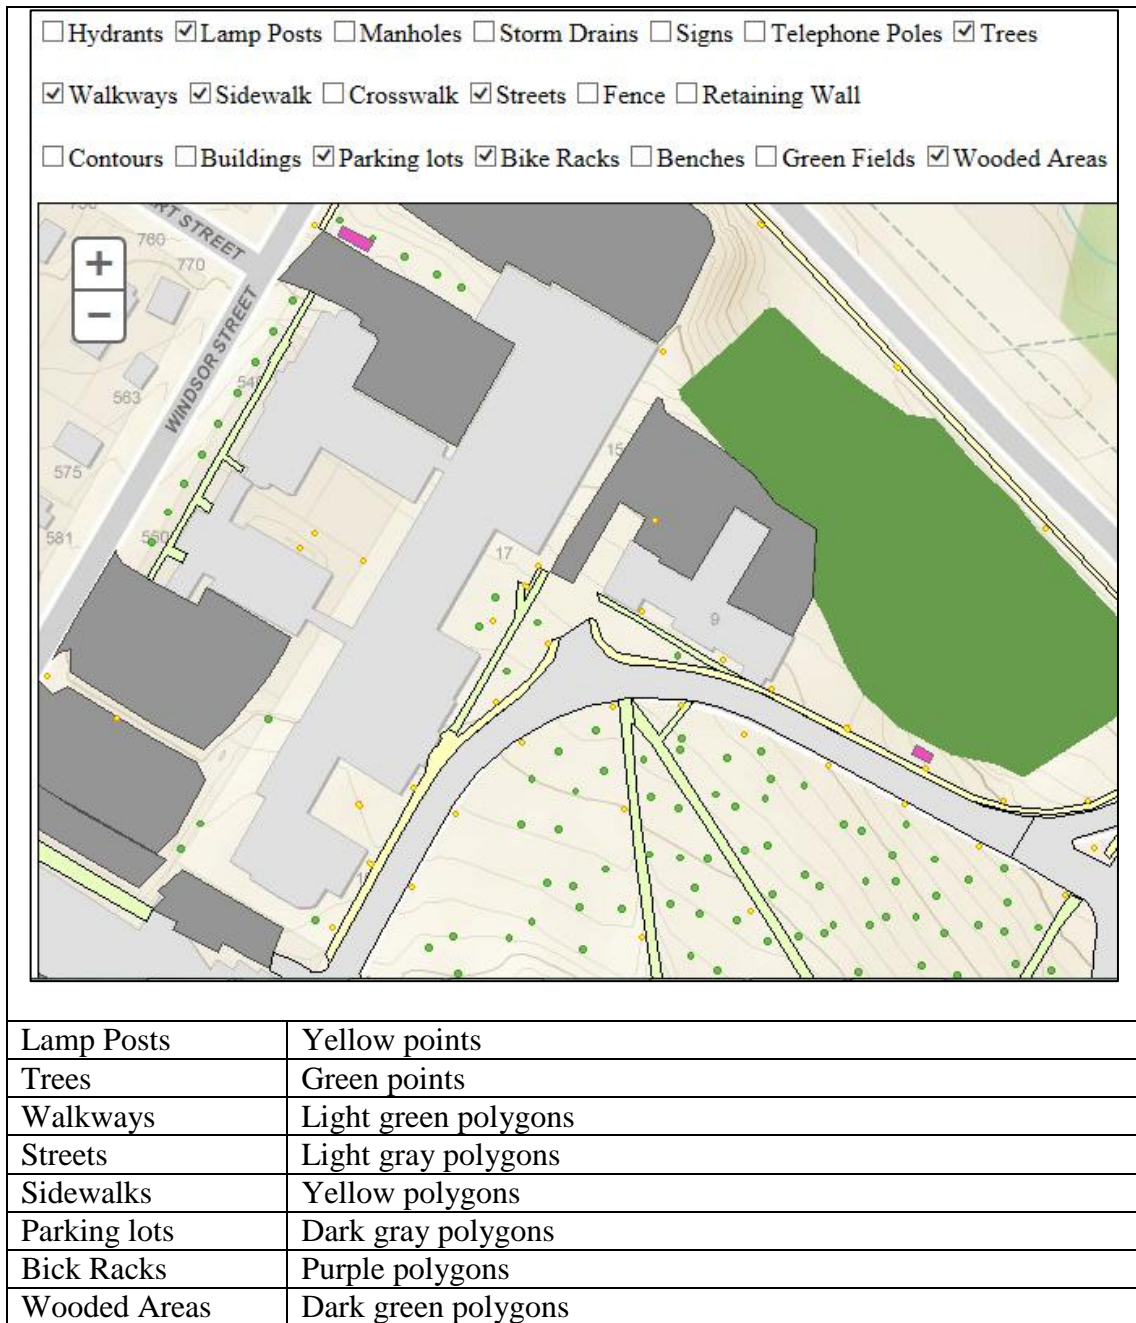 Hydrants Lamp Posts Manholes Storm Drains Signs Telephone Poles Trees
Walkways Sidewalk Crosswalk Streets Fence Retaining Wall
Contours Buildings Parking lots Bike Racks Benches Green Fields Wooded Areas
RT STREET
760
770
+
−
WINDSOR STREET
563
575
581
550
15
17
9
Lamp Posts Yellow points
Trees Green points
Walkways Light green polygons
Streets Light gray polygons
Sidewalks Yellow polygons
Parking lots Dark gray polygons
Bick Racks Purple polygons
Wooded Areas Dark green polygons